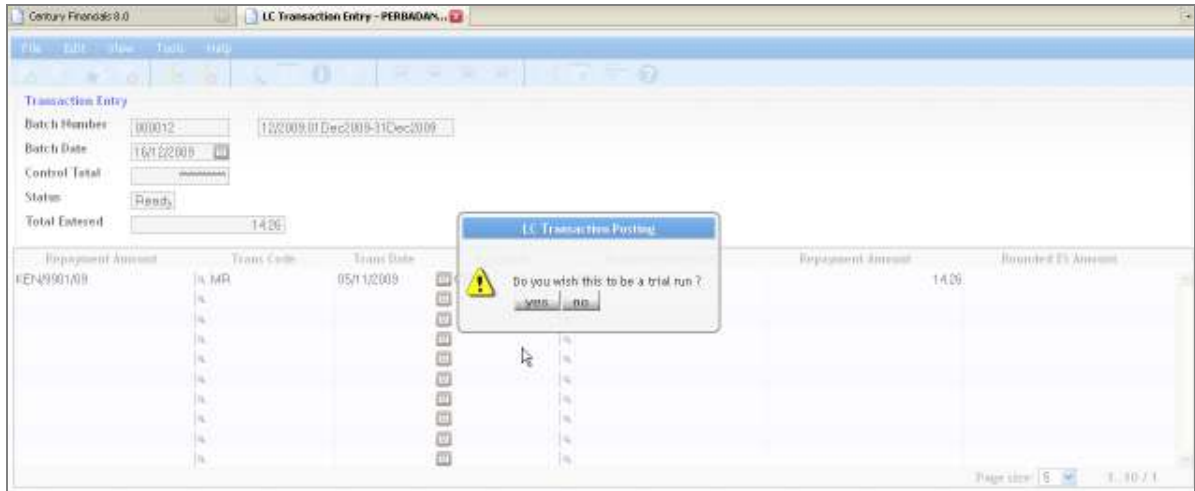 Century Financials 8.0
LC Transaction Entry - PERBADAN...
File Edit View Tools Help
Transaction Entry
Batch Number 000012 12/2009:01Dec2009-31Dec2009
Batch Date 16/12/2009
Control Total **********
Status Ready
Total Entered 14.26
LC Transaction Posting
Do you wish this to be a trial run ?
yes no
Repayment Amount Trans Code Trans Date Repayment Amount Rounded Amount
KEN/9901/09 MR 05/11/2009 14.26
Page size: 5 1..10 / 1